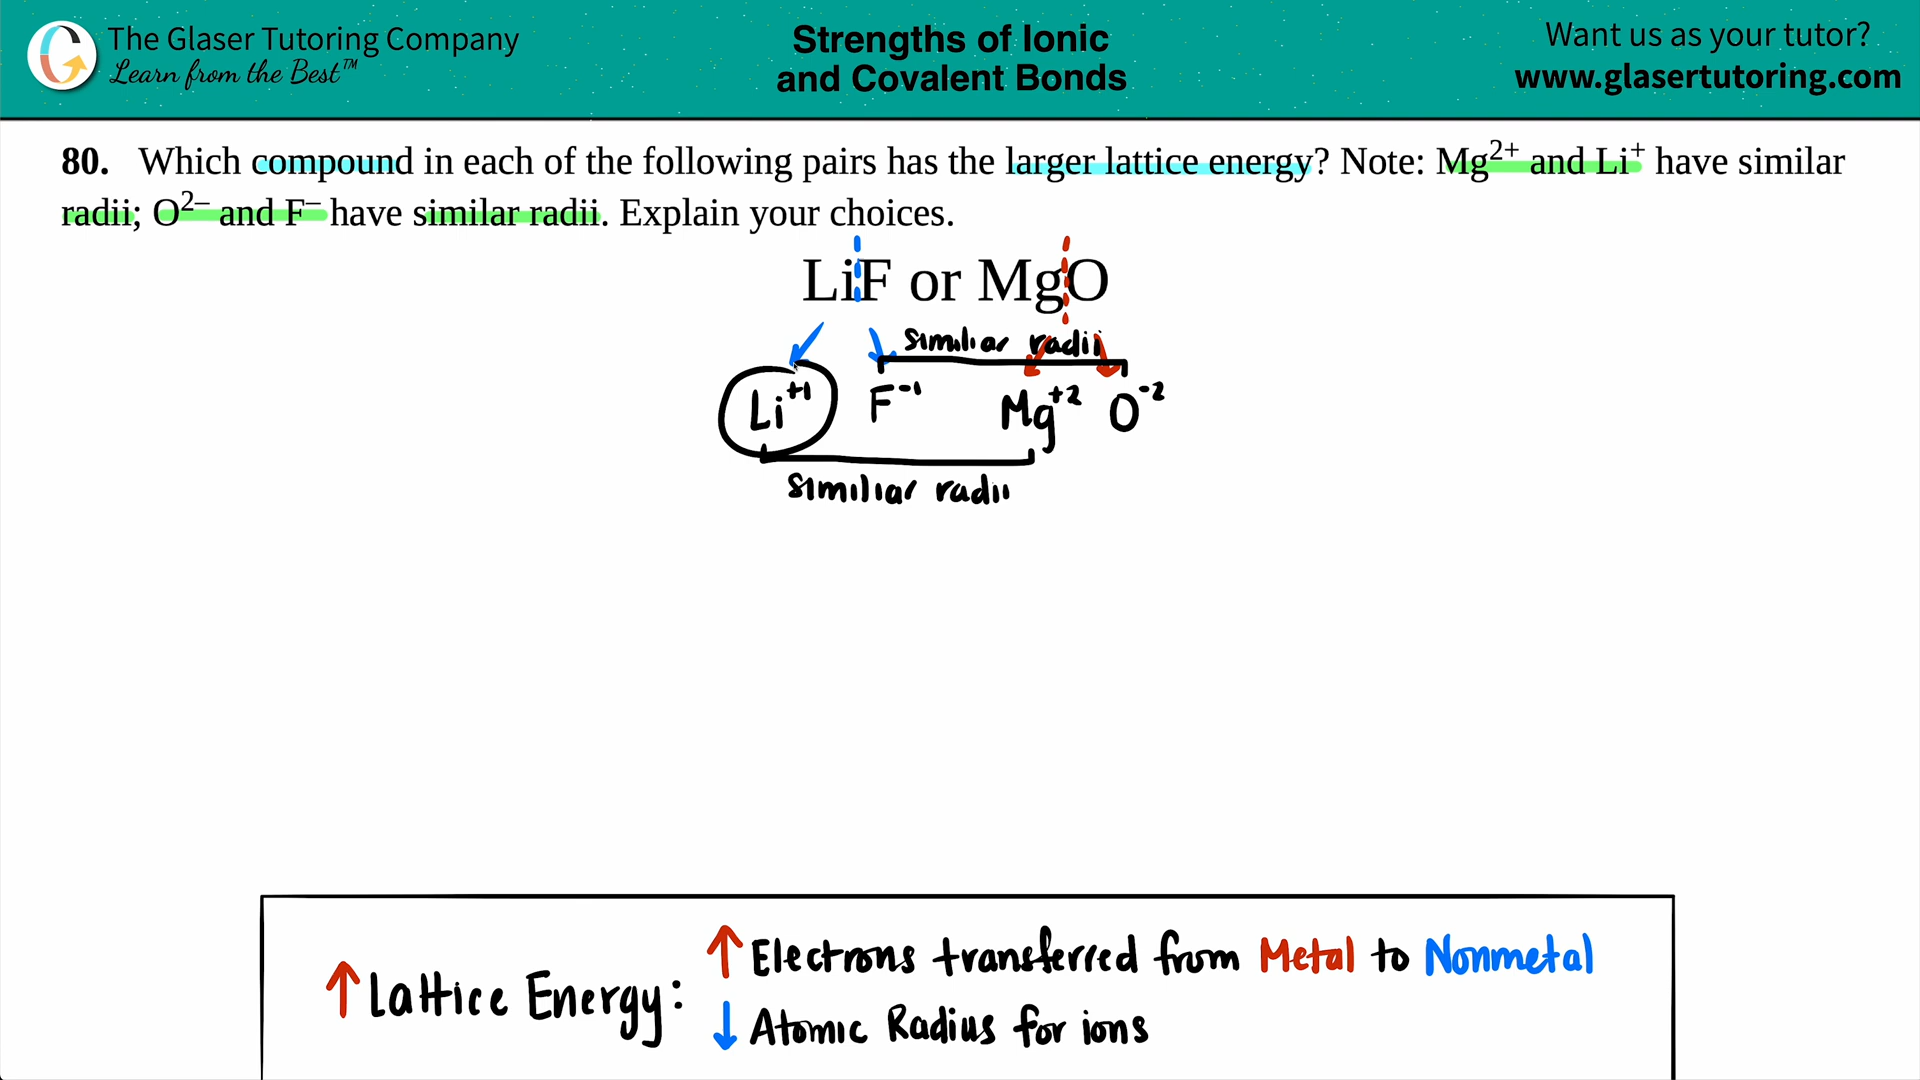 The Glaser Tutoring Company
Learn from the Best™
Strengths of Ionic
and Covalent Bonds
Want us as your tutor?
www.glasertutoring.com
80. Which compound in each of the following pairs has the larger lattice energy? Note: Mg²⁺ and Li⁺ have similar
radii; O²⁻ and F⁻ have similar radii. Explain your choices.
LiF or MgO
similiar radii
Li⁺¹ F⁻¹ Mg⁺² O⁻²
similiar radii
↑ Electrons transferred from Metal to Nonmetal
↑ Lattice Energy:
↓ Atomic Radius for ions